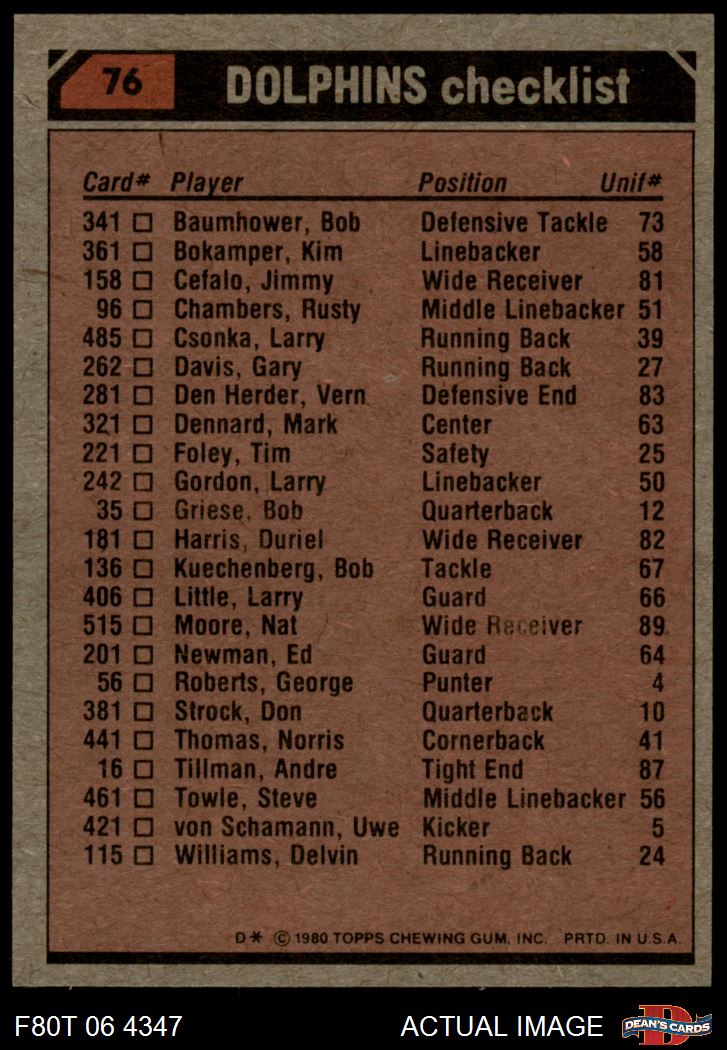 76 DOLPHINS checklist
Card# Player Position Unif#
341 Baumhower, Bob Defensive Tackle 73
361 Bokamper, Kim Linebacker 58
158 Cefalo, Jimmy Wide Receiver 81
96 Chambers, Rusty Middle Linebacker 51
485 Csonka, Larry Running Back 39
262 Davis, Gary Running Back 27
281 Den Herder, Vern Defensive End 83
321 Dennard, Mark Center 63
221 Foley, Tim Safety 25
242 Gordon, Larry Linebacker 50
35 Griese, Bob Quarterback 12
181 Harris, Duriel Wide Receiver 82
136 Kuechenberg, Bob Tackle 67
406 Little, Larry Guard 66
515 Moore, Nat Wide Receiver 89
201 Newman, Ed Guard 64
56 Roberts, George Punter 4
381 Strock, Don Quarterback 10
441 Thomas, Norris Cornerback 41
16 Tillman, Andre Tight End 87
461 Towle, Steve Middle Linebacker 56
421 von Schamann, Uwe Kicker 5
115 Williams, Delvin Running Back 24
D* © 1980 TOPPS CHEWING GUM, INC. PRTD. IN U.S.A.
F80T 06 4347 ACTUAL IMAGE D DEAN'S CARDS